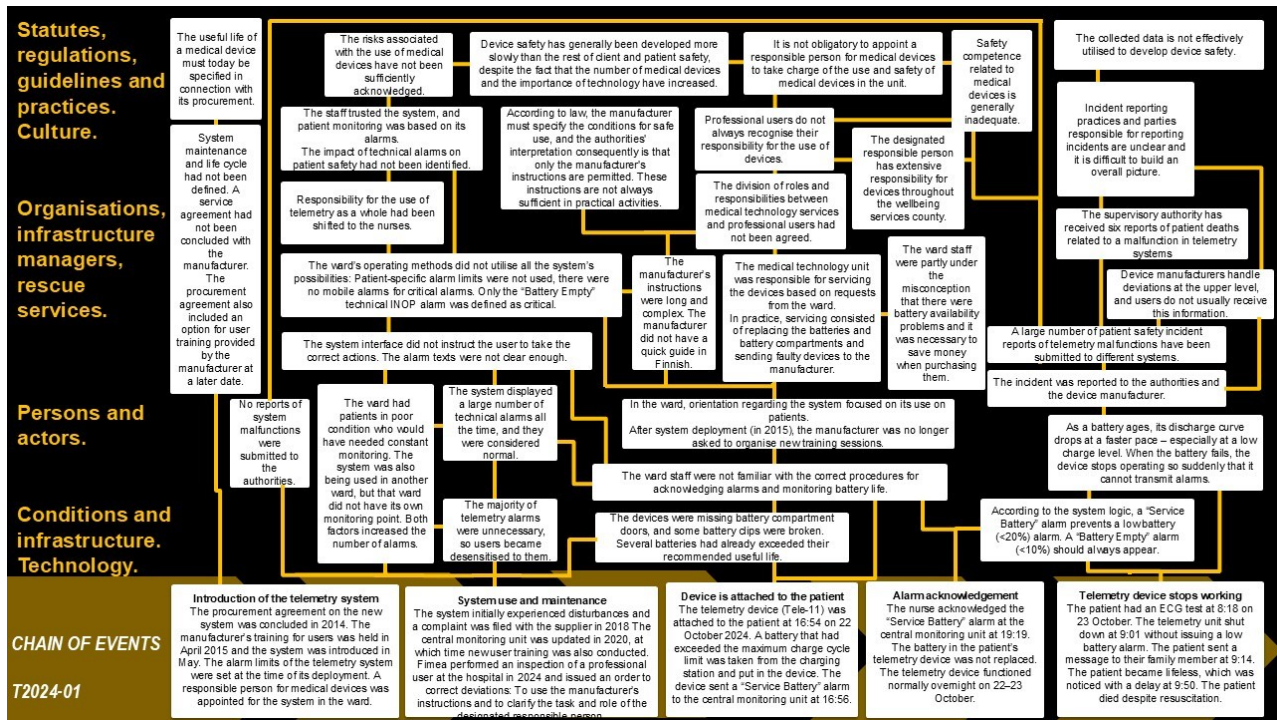 Statutes,
regulations,
guidelines and
practices.
Culture.
Organisations,
infrastructure
managers,
rescue
services.
Persons and
actors.
Conditions and
infrastructure.
Technology.
The useful life of
a medical device
must today be
specified in
connection with
its procurement.
System
maintenance
and life cycle
had not been
defined. A
service
agreement had
not been
concluded with
the
manufacturer.
The
procurement
agreement also
included an
option for user
training
provided by the
manufacturer at
a later date.
The risks associated
with the use of medical
devices have not been
sufficiently
acknowledged.
Device safety has generally been developed more
slowly than the rest of client and patient safety,
despite the fact that the number of medical devices
and the importance of technology have increased.
It is not obligatory to appoint a
responsible person for medical devices
to take charge of the use and safety of
medical devices in the unit.
Safety
competence
related to
medical
devices is
generally
inadequate.
The collected data is not effectively
utilised to develop device safety.
The staff trusted the system, and
patient monitoring was based on its
alarms.
The impact of technical alarms on
patient safety had not been identified.
According to law, the manufacturer
must specify the conditions for safe
use, and the authorities'
interpretation consequently is that
only the manufacturer's
instructions are permitted. These
instructions are not always
sufficient in practical activities.
Professional users do not
always recognise their
responsibility for the use of
devices.
The designated
responsible person
has extensive
responsibility for
devices throughout
the wellbeing
services county.
Incident reporting
practices and parties
responsible for reporting
incidents are unclear and
it is difficult to build an
overall picture.
Responsibility for the use of
telemetry as a whole had been
shifted to the nurses.
The division of roles and
responsibilities between
medical technology services
and professional users had
not been agreed.
The supervisory authority has
received six reports of patient deaths
related to a malfunction in telemetry
systems
The ward's operating methods did not utilise all the system's
possibilities: Patient-specific alarm limits were not used, there were
no mobile alarms for critical alarms. Only the "Battery Empty"
technical INOP alarm was defined as critical.
The
manufacturer's
instructions
were long and
complex. The
manufacturer
did not have a
quick guide in
Finnish.
The medical technology unit
was responsible for servicing
the devices based on requests
from the ward.
In practice, servicing consisted
of replacing the batteries and
battery compartments and
sending faulty devices to the
manufacturer.
The ward staff
were partly under
the
misconception
that there were
battery availability
problems and it
was necessary to
save money
when purchasing
them.
Device manufacturers handle
deviations at the upper level,
and users do not usually receive
this information.
The system interface did not instruct the user to take the
correct actions. The alarm texts were not clear enough.
A large number of patient safety incident
reports of telemetry malfunctions have been
submitted to different systems.
The incident was reported to the authorities and
the device manufacturer.
No reports of
system
malfunctions
were
submitted to
the
authorities.
The ward had
patients in poor
condition who would
have needed constant
monitoring. The
system was also
being used in another
ward, but that ward
did not have its own
monitoring point. Both
factors increased the
number of alarms.
The system displayed
a large number of
technical alarms all
the time, and they
were considered
normal.
In the ward, orientation regarding the system focused on its use on
patients.
After system deployment (in 2015), the manufacturer was no longer
asked to organise new training sessions.
As a battery ages, its discharge curve
drops at a faster pace – especially at a low
charge level. When the battery fails, the
device stops operating so suddenly that it
cannot transmit alarms.
The ward staff were not familiar with the correct procedures for
acknowledging alarms and monitoring battery life.
The majority of
telemetry alarms
were unnecessary,
so users became
desensitised to them.
The devices were missing battery compartment
doors, and some battery clips were broken.
Several batteries had already exceeded their
recommended useful life.
According to the system logic, a "Service
Battery" alarm prevents a lowbattery
(<20%) alarm. A "Battery Empty" alarm
(<10%) should always appear.
CHAIN OF EVENTS
T2024-01
Introduction of the telemetry system
The procurement agreement on the new
system was concluded in 2014. The
manufacturer's training for users was held in
April 2015 and the system was introduced in
May. The alarm limits of the telemetry system
were set at the time of its deployment. A
responsible person for medical devices was
appointed for the system in the ward.
System use and maintenance
The system initially experienced disturbances and
a complaint was filed with the supplier in 2018 The
central monitoring unit was updated in 2020, at
which time new user training was also conducted.
Fimea performed an inspection of a professional
user at the hospital in 2024 and issued an order to
correct deviations: To use the manufacturer's
instructions and to clarify the task and role of the
designated responsible person
Device is attached to the patient
The telemetry device (Tele-11) was
attached to the patient at 16:54 on 22
October 2024. A battery that had
exceeded the maximum charge cycle
limit was taken from the charging
station and put in the device. The
device sent a "Service Battery" alarm
to the central monitoring unit at 16:56.
Alarm acknowledgement
The nurse acknowledged the
"Service Battery" alarm at the
central monitoring unit at 19:19.
The battery in the patient's
telemetry device was not replaced.
The telemetry device functioned
normally overnight on 22–23
October.
Telemetry device stops working
The patient had an ECG test at 8:18 on
23 October. The telemetry unit shut
down at 9:01 without issuing a low
battery alarm. The patient sent a
message to their family member at 9:14.
The patient became lifeless, which was
noticed with a delay at 9:50. The patient
died despite resuscitation.